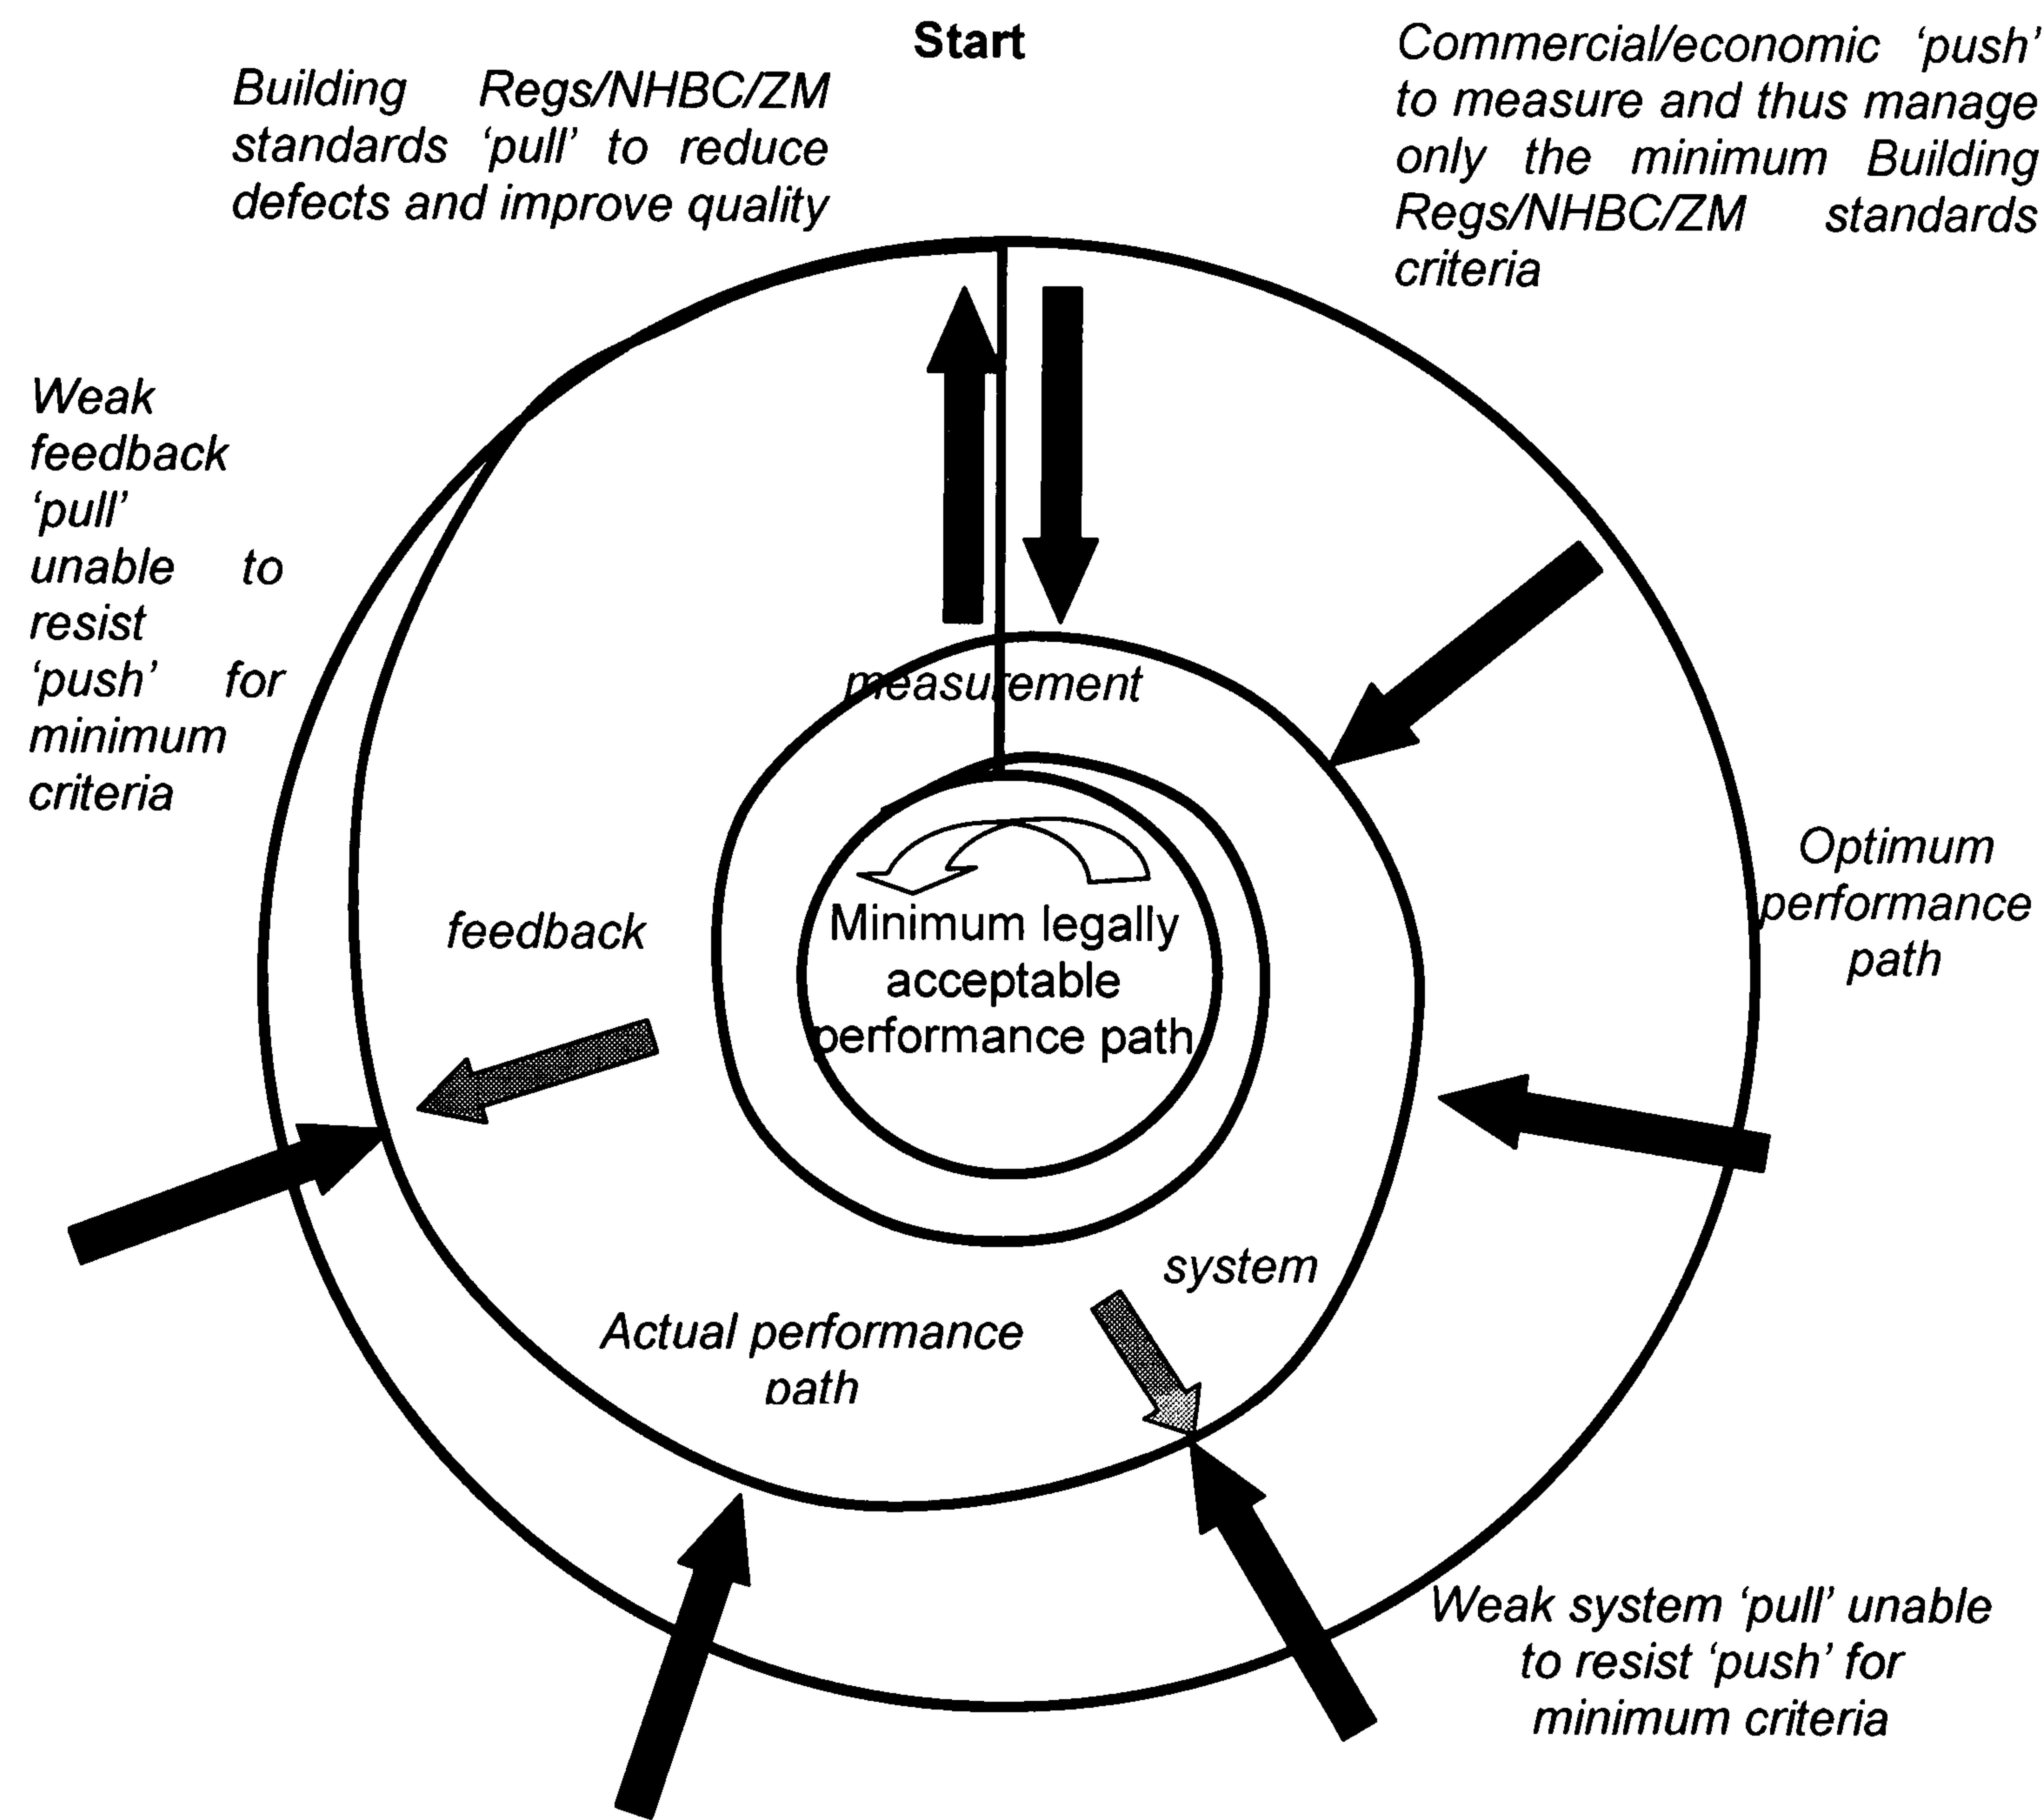 Start
Building Regs/NHBC/ZM
standards 'pull' to reduce
defects and improve quality
Commercial/economic 'push'
to measure and thus manage
only the minimum Building
Regs/NHBC/ZM standards
criteria
Weak
feedback
'pull'
unable to
resist
'push' for
minimum
criteria
measurement
Optimum
performance
path
feedback
Minimum legally
acceptable
performance path
system
Actual performance
path
Weak system 'pull' unable
to resist 'push' for
minimum criteria